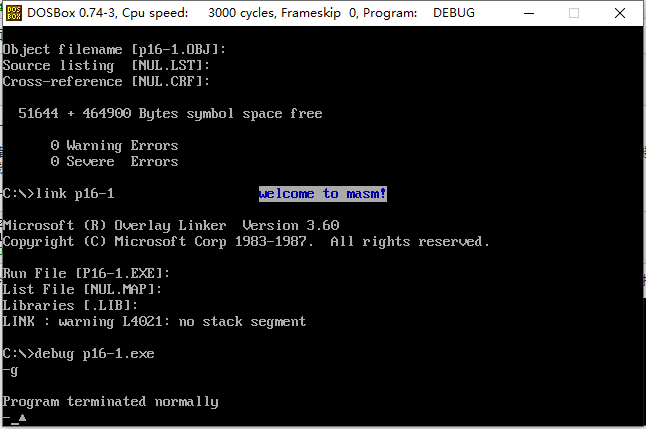 DOSBox 0.74-3, Cpu speed: 3000 cycles, Frameskip 0, Program: DEBUG
Object filename [p16-1.OBJ]:
Source listing [NUL.LST]:
Cross-reference [NUL.CRF]:
51644 + 464900 Bytes symbol space free
0 Warning Errors
0 Severe Errors
C:\>link p16-1 welcome to masm!
Microsoft (R) Overlay Linker Version 3.60
Copyright (C) Microsoft Corp 1983-1987. All rights reserved.
Run File [P16-1.EXE]:
List File [NUL.MAP]:
Libraries [.LIB]:
LINK : warning L4021: no stack segment
C:\>debug p16-1.exe
-g
Program terminated normally
-_▲